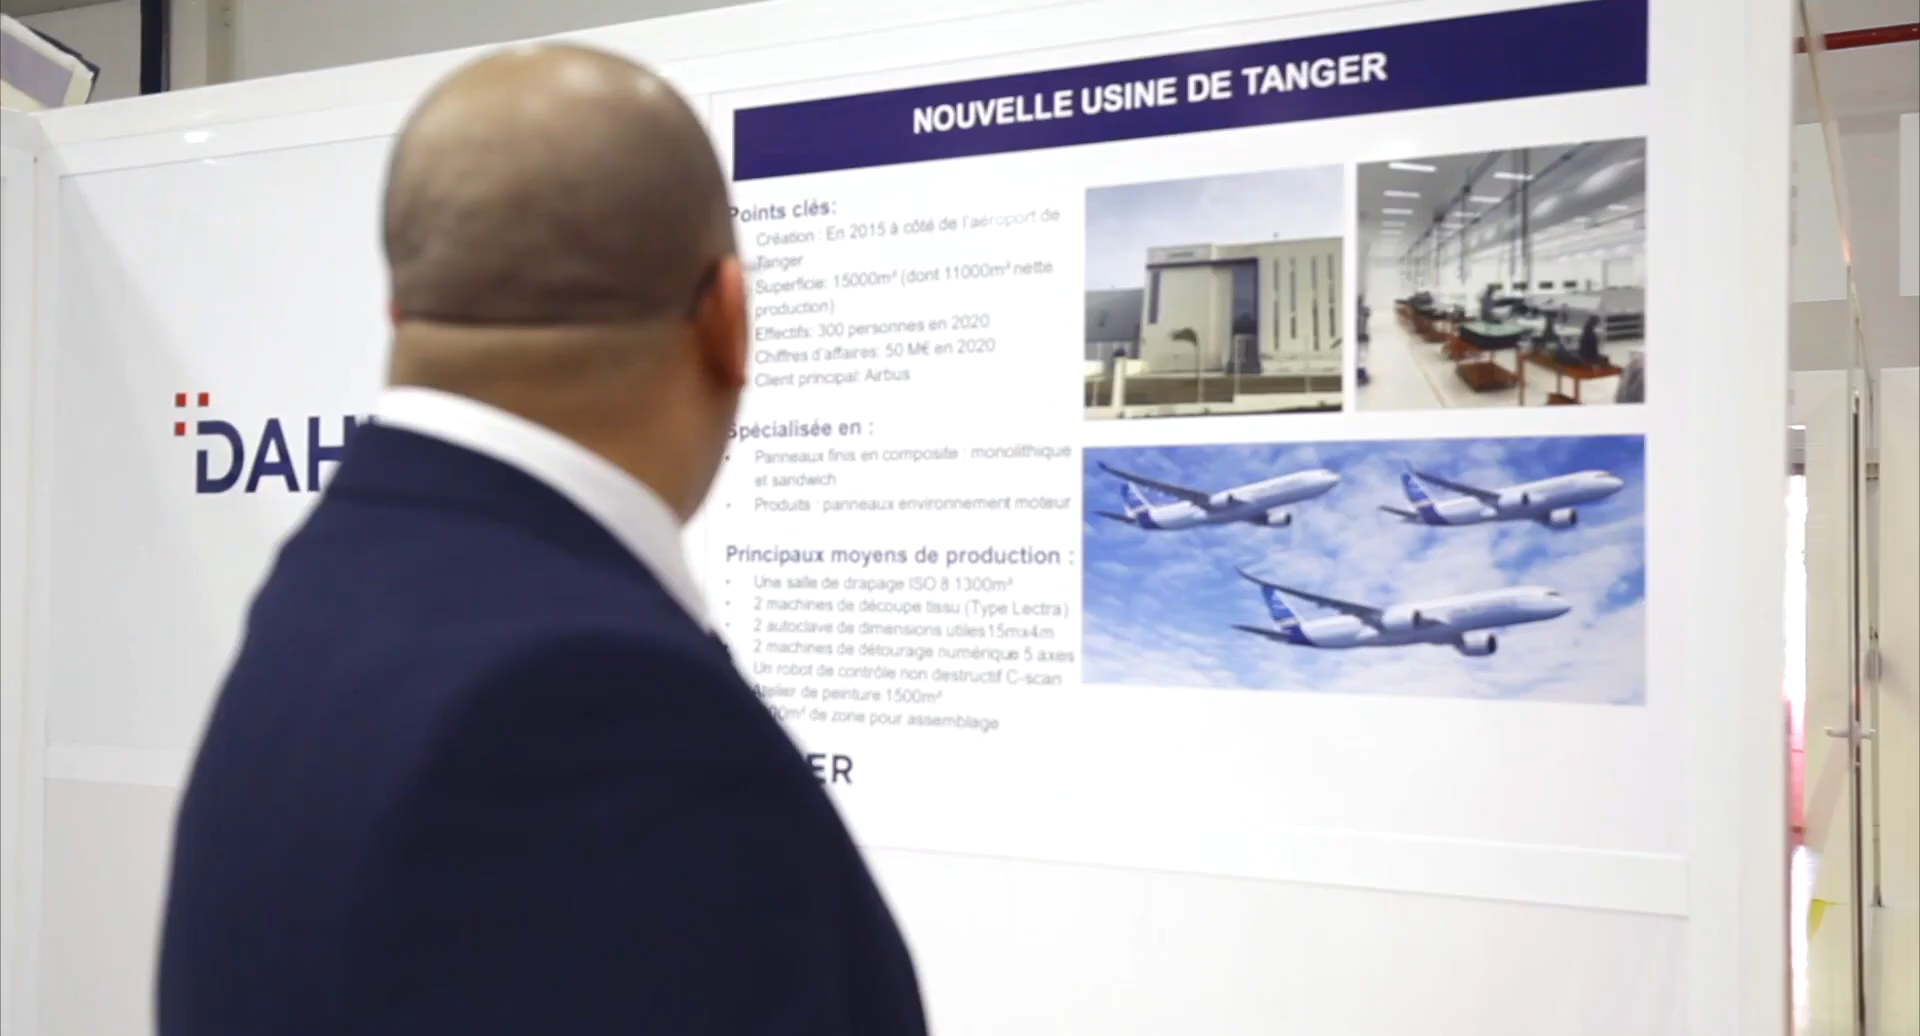 DAH
NOUVELLE USINE DE TANGER
Points clés:
Création : En 2015 à côté de l'aéroport de
Tanger
Superficie: 15000m² (dont 11000m² nette
production)
Effectifs: 300 personnes en 2020
Chiffres d'affaires: 50 M€ en 2020
Client principal: Airbus
Spécialisée en :
• Panneaux finis en composite : monolithique
et sandwich
• Produits : panneaux environnement moteur
Principaux moyens de production :
• Une salle de drapage ISO 8 1300m²
• 2 machines de découpe tissu (Type Lectra)
• 2 autoclave de dimensions utiles 15mx4m
2 machines de détourage numérique 5 axes
Un robot de contrôle non destructif C-scan
Atelier de peinture 1500m²
00m² de zone pour assemblage
ER